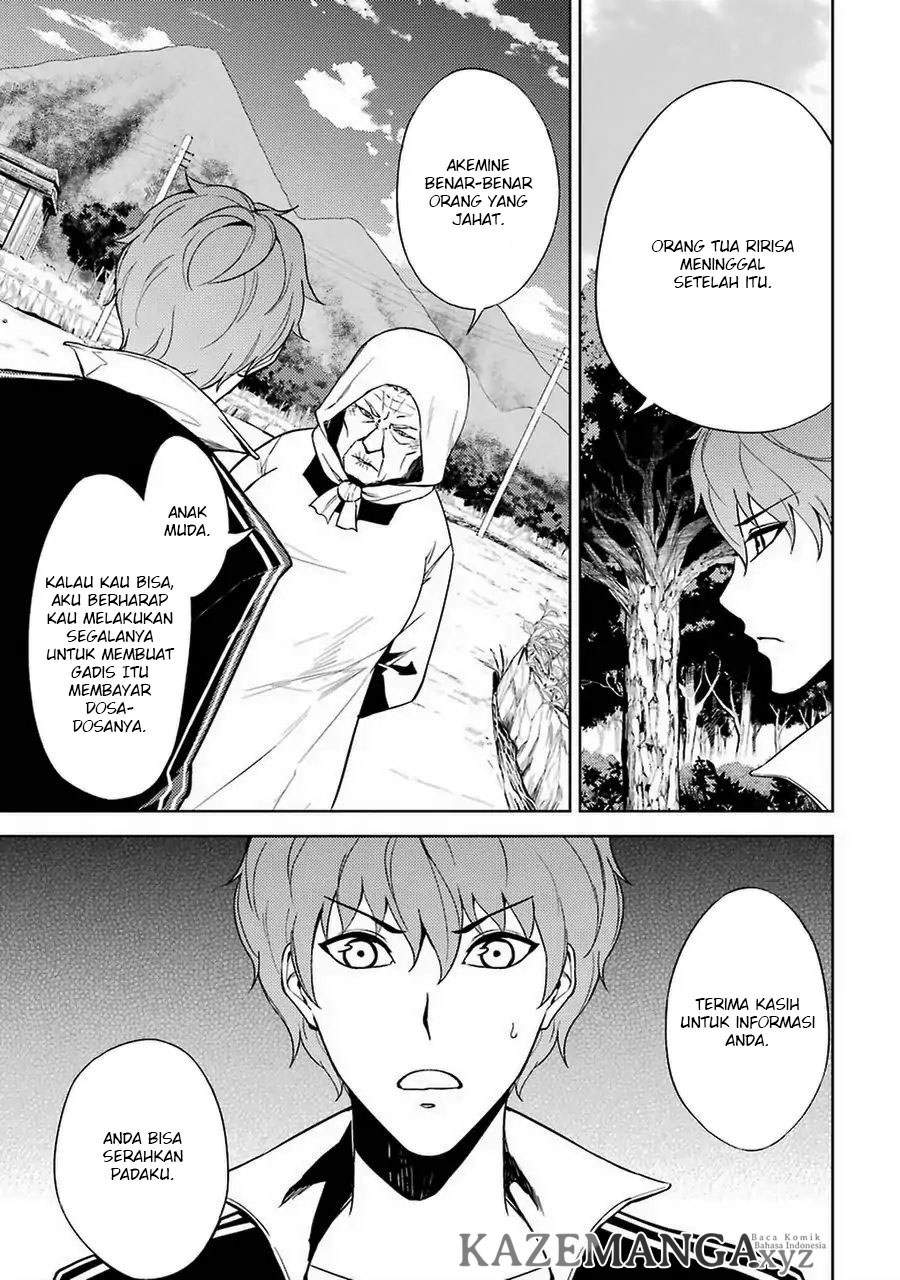 ORANG TUA RIRISA
MENINGGAL
SETELAH ITU.
AKEMINE
BENAR-BENAR
ORANG YANG
JAHAT.
ANAK
MUDA.
KALAU KAU BISA,
AKU BERHARAP
KAU MELAKUKAN
SEGALANYA
UNTUK MEMBUAT
GADIS ITU
MEMBAYAR
DOSA-
DOSANYA.
TERIMA KASIH
UNTUK INFORMASI
ANDA.
ANDA BISA
SERAHKAN
PADAKU.
KAZEMANGA
Baca Komik
Bahasa Indonesia
.xyz